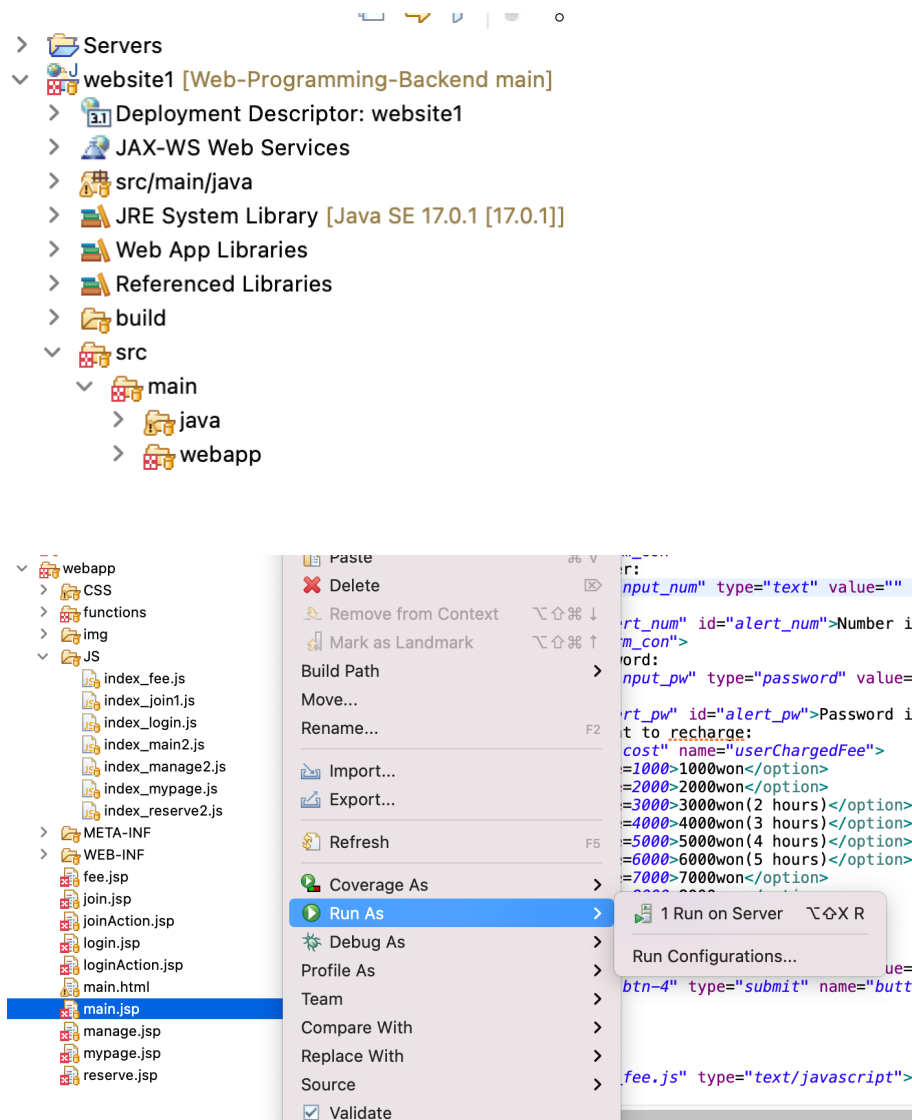 Servers
website1 [Web-Programming-Backend main]
Deployment Descriptor: website1
JAX-WS Web Services
src/main/java
JRE System Library [Java SE 17.0.1 [17.0.1]]
Web App Libraries
Referenced Libraries
build
src
main
java
webapp
webapp
CSS
functions
img
JS
index_fee.js
index_join1.js
index_login.js
index_main2.js
index_manage2.js
index_mypage.js
index_reserve2.js
META-INF
WEB-INF
fee.jsp
join.jsp
joinAction.jsp
login.jsp
loginAction.jsp
main.html
main.jsp
manage.jsp
mypage.jsp
reserve.jsp
Paste ⌘ V
Delete ⌦
Remove from Context ⌥⇧⌘ ↓
Mark as Landmark ⌥⇧⌘ ↑
Build Path
Move...
Rename... F2
Import...
Export...
Refresh F5
Coverage As
Run As
Debug As
Profile As
Team
Compare With
Replace With
Source
Validate
1 Run on Server ⌥⇧X R
Run Configurations...
er:
nput_num" type="text" value=""
ert_num" id="alert_num">Number i
rm_con">
ord:
nput_pw" type="password" value=
ert_pw" id="alert_pw">Password i
nt to recharge:
cost" name="userChargedFee">
=1000>1000won</option>
=2000>2000won</option>
=3000>3000won(2 hours)</option>
=4000>4000won(3 hours)</option>
=5000>5000won(4 hours)</option>
=6000>6000won(5 hours)</option>
=7000>7000won</option>
ue=
btn-4" type="submit" name="butt
_fee.js" type="text/javascript">